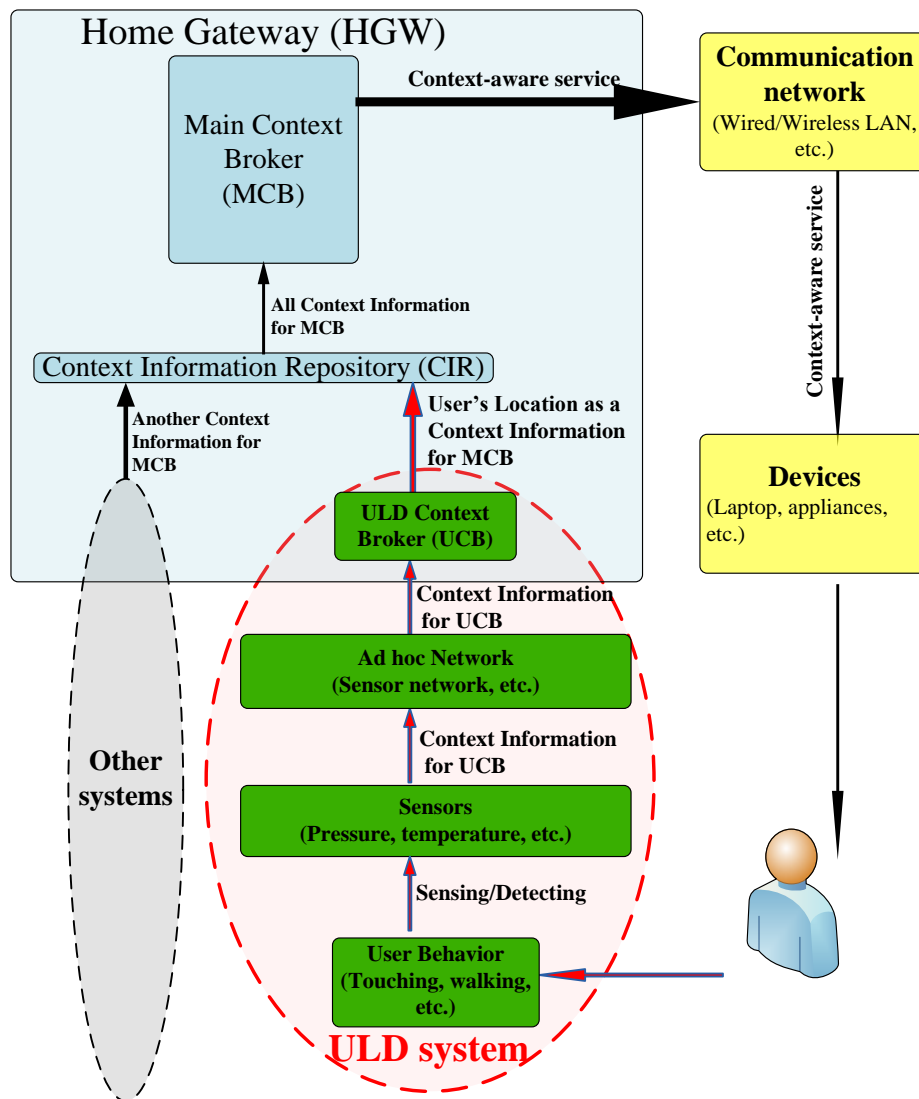 Home Gateway (HGW)
Main Context
Broker
(MCB)
Context-aware service
Communication
network
(Wired/Wireless LAN,
etc.)
Context-aware service
All Context Information
for MCB
Context Information Repository (CIR)
Another Context
Information for
MCB
User's Location as a
Context Information
for MCB
Devices
(Laptop, appliances,
etc.)
ULD Context
Broker (UCB)
Context Information
for UCB
Ad hoc Network
(Sensor network, etc.)
Context Information
for UCB
Other
systems
Sensors
(Pressure, temperature, etc.)
Sensing/Detecting
User Behavior
(Touching, walking,
etc.)
ULD system